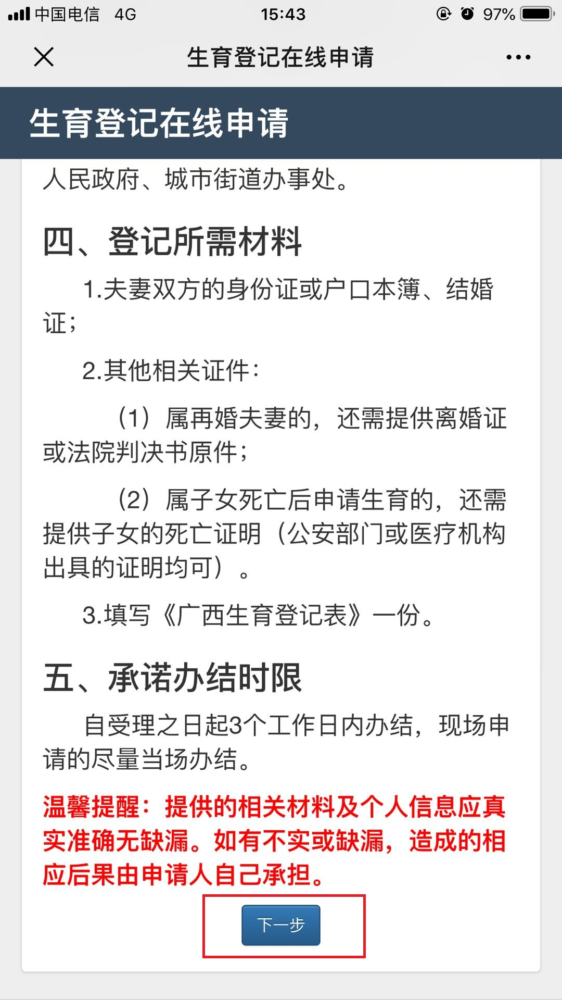 中国电信 4G 15:43 97%
生育登记在线申请
生育登记在线申请
人民政府、城市街道办事处。
四、登记所需材料
1.夫妻双方的身份证或户口本簿、结婚
证；
2.其他相关证件：
（1）属再婚夫妻的，还需提供离婚证
或法院判决书原件；
（2）属子女死亡后申请生育的，还需
提供子女的死亡证明（公安部门或医疗机构
出具的证明均可）。
3.填写《广西生育登记表》一份。
五、承诺办结时限
自受理之日起3个工作日内办结，现场申
请的尽量当场办结。
温馨提醒：提供的相关材料及个人信息应真
实准确无缺漏。如有不实或缺漏，造成的相
应后果由申请人自己承担。
下一步